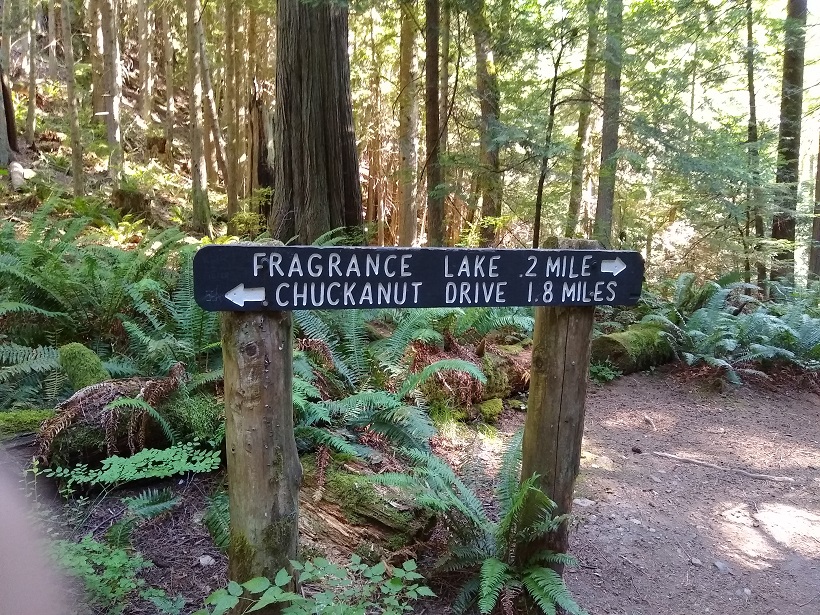 FRAGRANCE LAKE .2 MILE →
← CHUCKANUT DRIVE 1.8 MILES